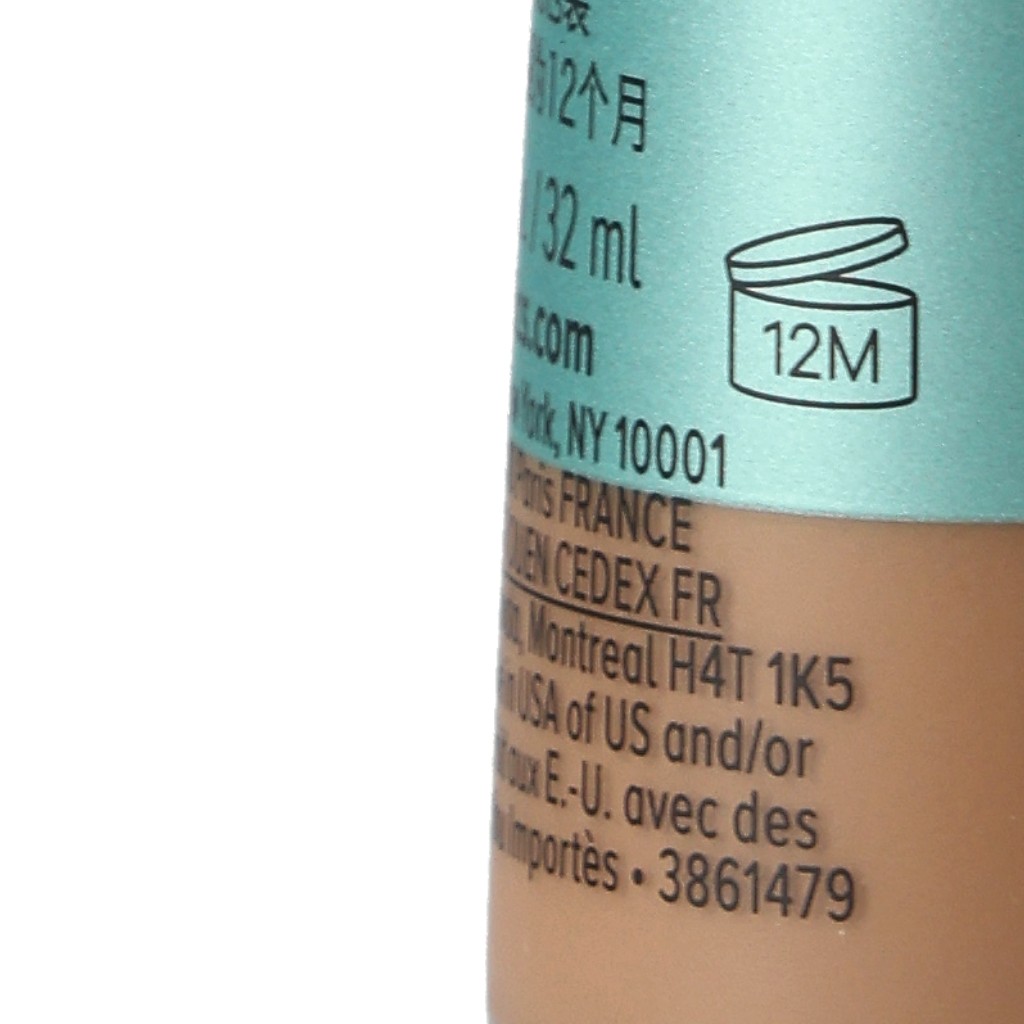 12个月
/ 32 ml
.com
York, NY 10001
Paris FRANCE
CEDEX FR
Montreal H4T 1K5
in USA of US and/or
aux E.-U. avec des
importès • 3861479
12M